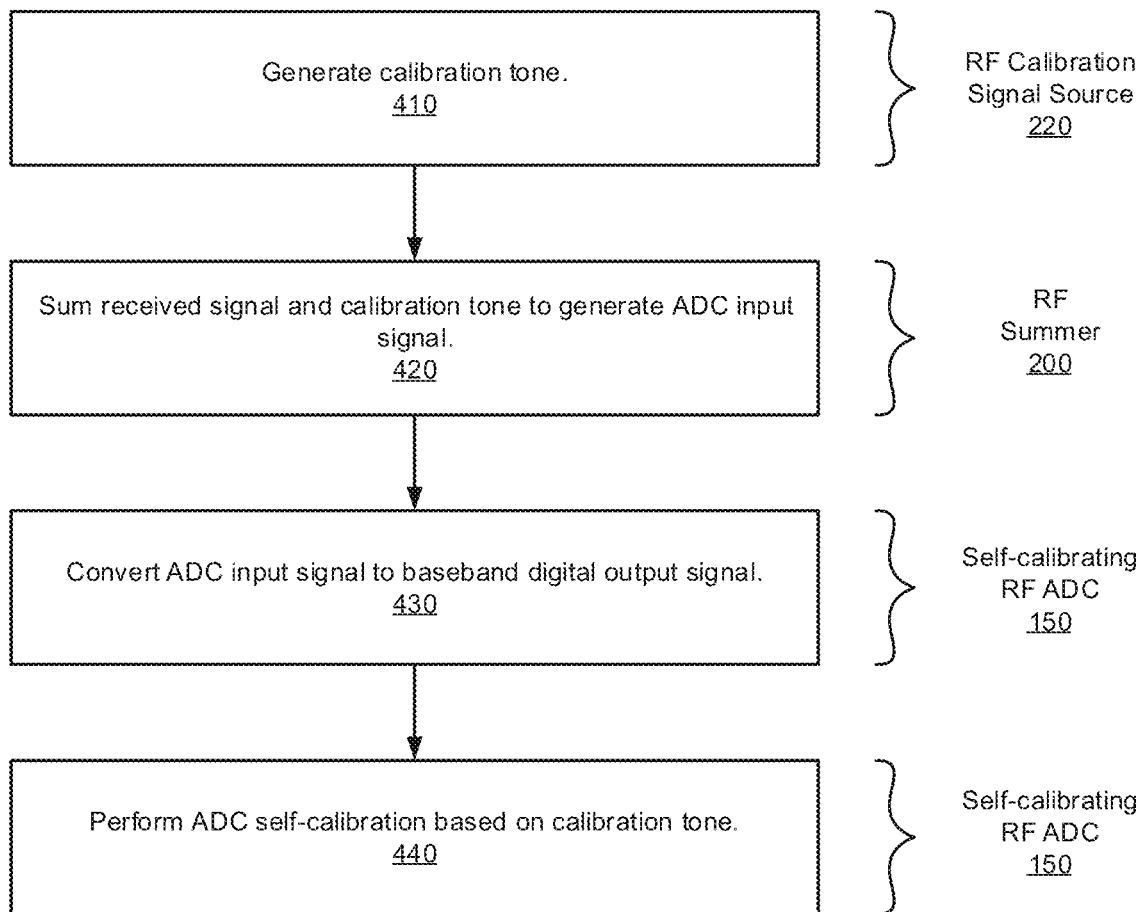 Generate calibration tone.
410
RF Calibration
Signal Source
220
Sum received signal and calibration tone to generate ADC input
signal.
420
RF
Summer
200
Convert ADC input signal to baseband digital output signal.
430
Self-calibrating
RF ADC
150
Perform ADC self-calibration based on calibration tone.
440
Self-calibrating
RF ADC
150